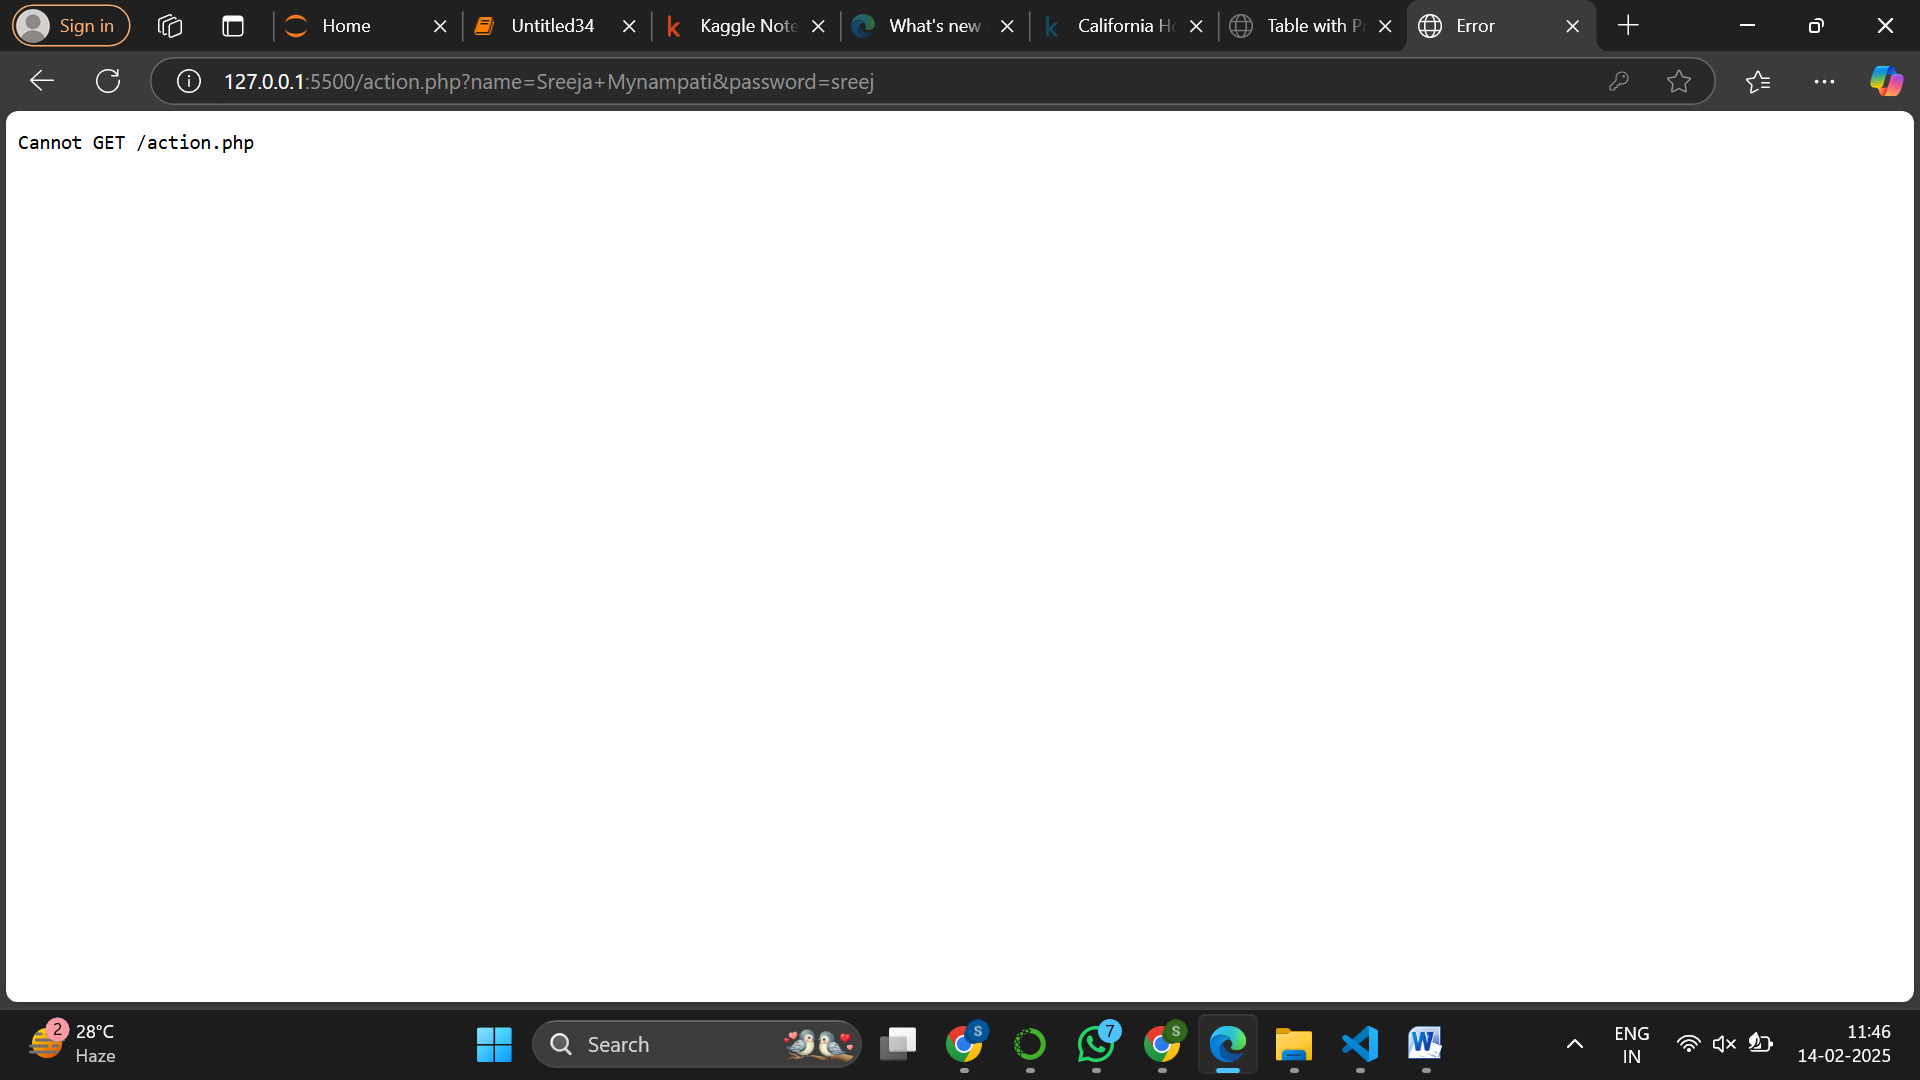 Sign in
Home
Untitled34
Kaggle Note
What's new
California H
Table with P
Error
127.0.0.1:5500/action.php?name=Sreeja+Mynampati&password=sreej
Cannot GET /action.php
2
28°C
Haze
Search
S
7
S
ENG
IN
11:46
14-02-2025